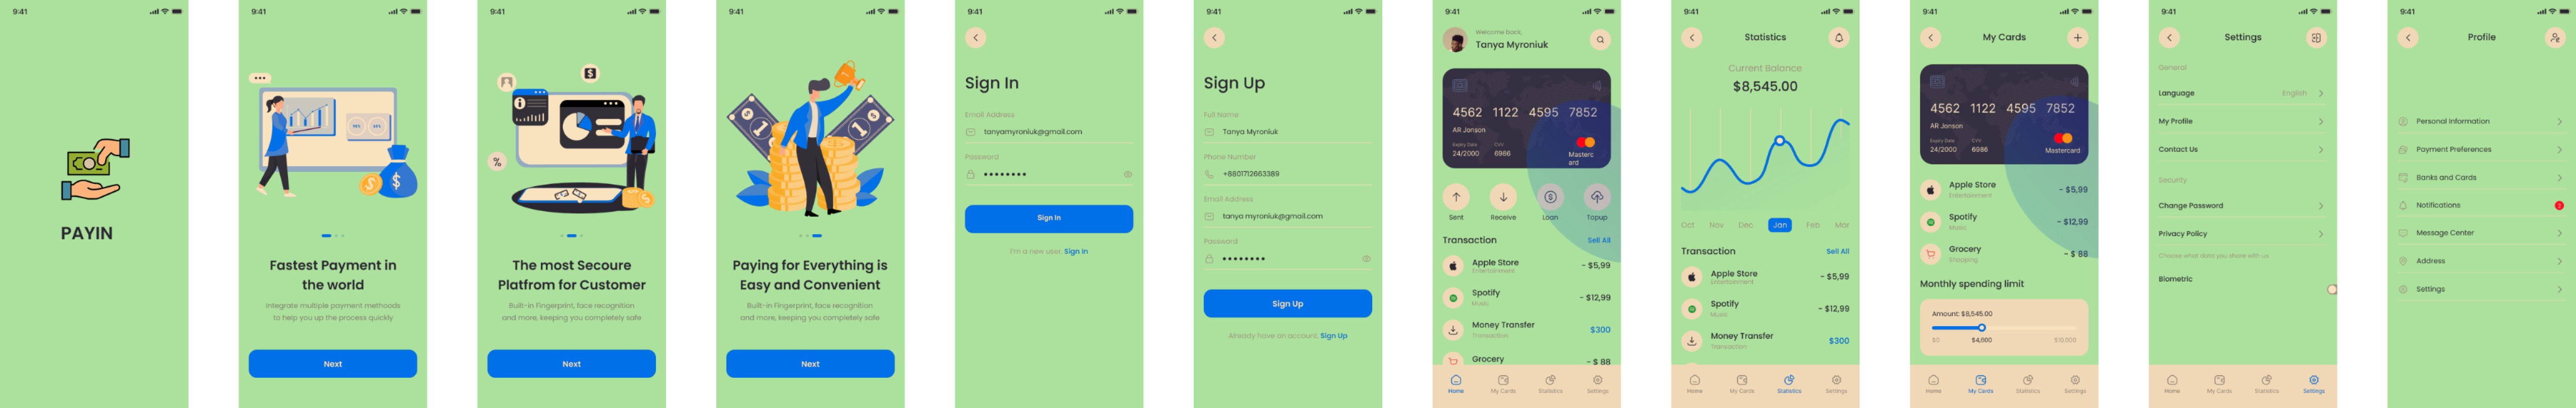 9:41
PAYIN
9:41
Fastest Payment in
the world
Integrate multiple payment methoods
to help you up the process quickly
Next
9:41
The most Secoure
Platfrom for Customer
Built-in Fingerprint, face recognition
and more, keeping you completely safe
Next
9:41
Paying for Everything is
Easy and Convenient
Built-in Fingerprint, face recognition
and more, keeping you completely safe
Next
9:41
Sign In
Email Address
tanyamyroniuk@gmail.com
Password
Sign In
I'm a new user. Sign In
9:41
Sign Up
Full Name
Tanya Myroniuk
Phone Number
+8801712663389
Email Address
tanya myroniuk@gmail.com
Password
Sign Up
Already have an account. Sign Up
9:41
Welcome back,
Tanya Myroniuk
4562 1122 4595 7852
AR Jonson
Expiry Date CVV
24/2000 6986
Masterc
ard
Sent Receive Loan Topup
Transaction Sell All
Apple Store - $5,99
Entertainment
Spotify - $12,99
Music
Money Transfer $300
Transaction
Grocery - $ 88
Home My Cards Statistics Settings
9:41
Statistics
Current Balance
$8,545.00
Oct Nov Dec Jan Feb Mar
Transaction Sell All
Apple Store - $5,99
Entertainment
Spotify - $12,99
Music
Money Transfer $300
Transaction
Home My Cards Statistics Settings
9:41
My Cards
4562 1122 4595 7852
AR Jonson
Expiry Date CVV
24/2000 6986
Mastercard
Apple Store - $5,99
Entertainment
Spotify - $12,99
Music
Grocery - $ 88
Shopping
Monthly spending limit
Amount: $8,545.00
$0 $4,600 $10,000
Home My Cards Statistics Settings
9:41
Settings
General
Language English
My Profile
Contact Us
Security
Change Password
Privacy Policy
Choose what data you share with us
Biometric
Home My Cards Statistics Settings
9:41
Profile
Personal Information
Payment Preferences
Banks and Cards
Notifications
Message Center
Address
Settings